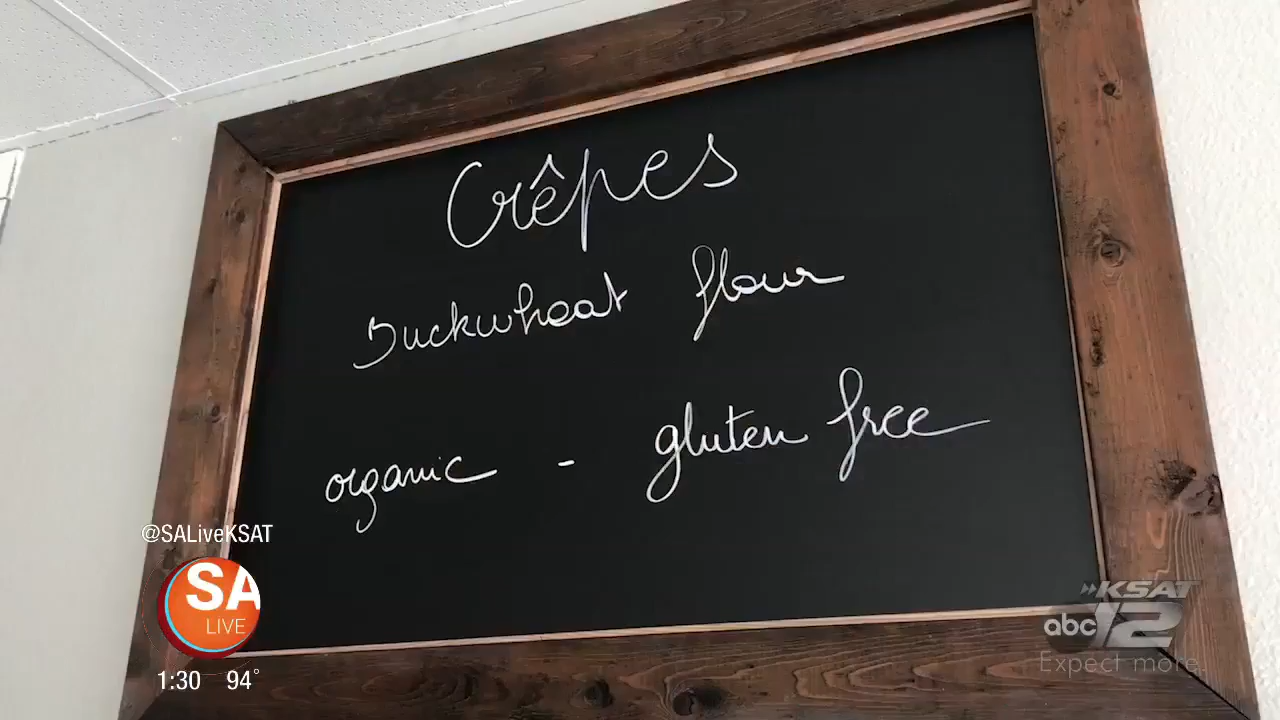 Crêpes
Buckwheat flour
organic - gluten free
@SALiveKSAT
SA
LIVE
1:30 94°
KSAT
abc 12
Expect more.